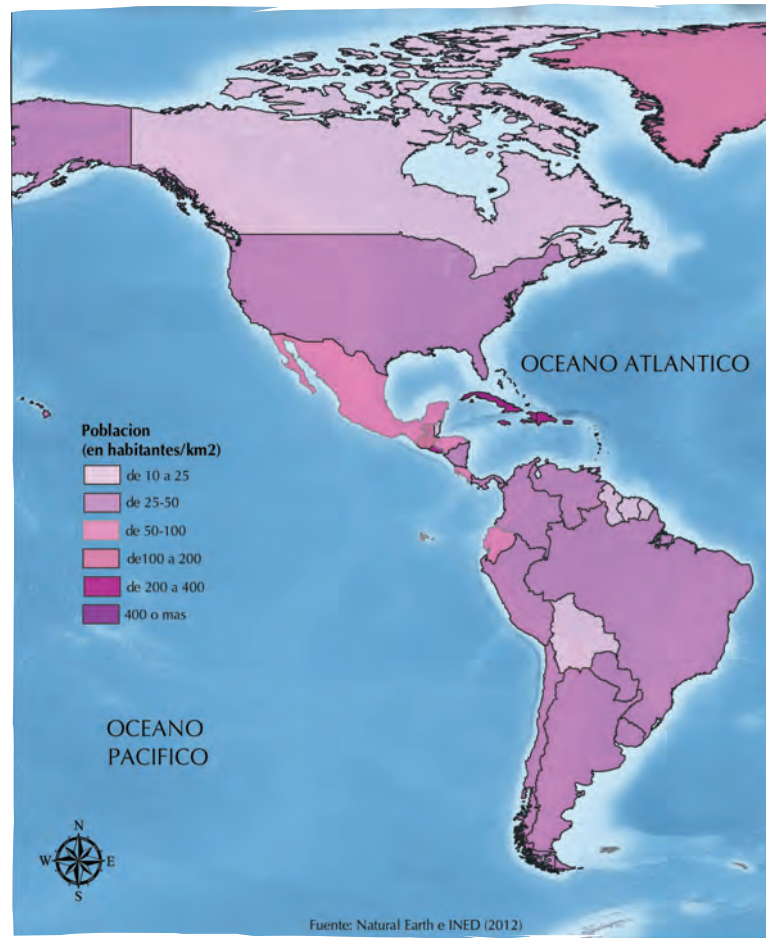 OCEANO ATLANTICO
Poblacion
(en habitantes/km2)
de 10 a 25
de 25-50
de 50-100
de100 a 200
de 200 a 400
400 o mas
OCEANO
PACIFICO
N
W E
S
Fuente: Natural Earth e INED (2012)